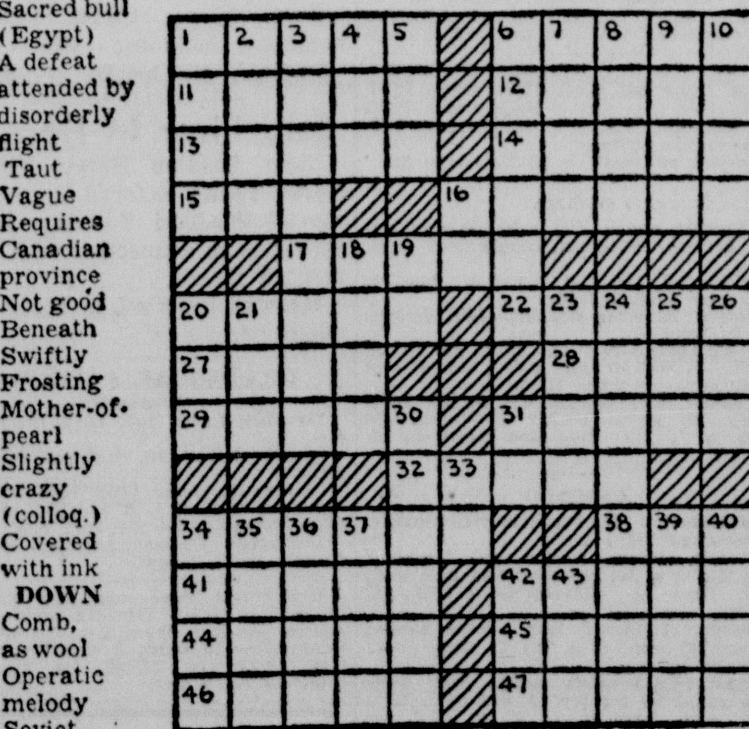 Sacred bull
(Egypt)
A defeat
attended by
disorderly
flight
Taut
Vague
Requires
Canadian
province
Not good
Beneath
Swiftly
Frosting
Mother-of-
pearl
Slightly
crazy
(colloq.)
Covered
with ink
DOWN
Comb,
as wool
Operatic
melody
Soviet
1 2 3 4 5 6 7 8 9 10
11 12
13 14
15 16
17 18 19
20 21 22 23 24 25 26
27 28
29 30 31
32 33
34 35 36 37 38 39 40
41 42 43
44 45
46 47